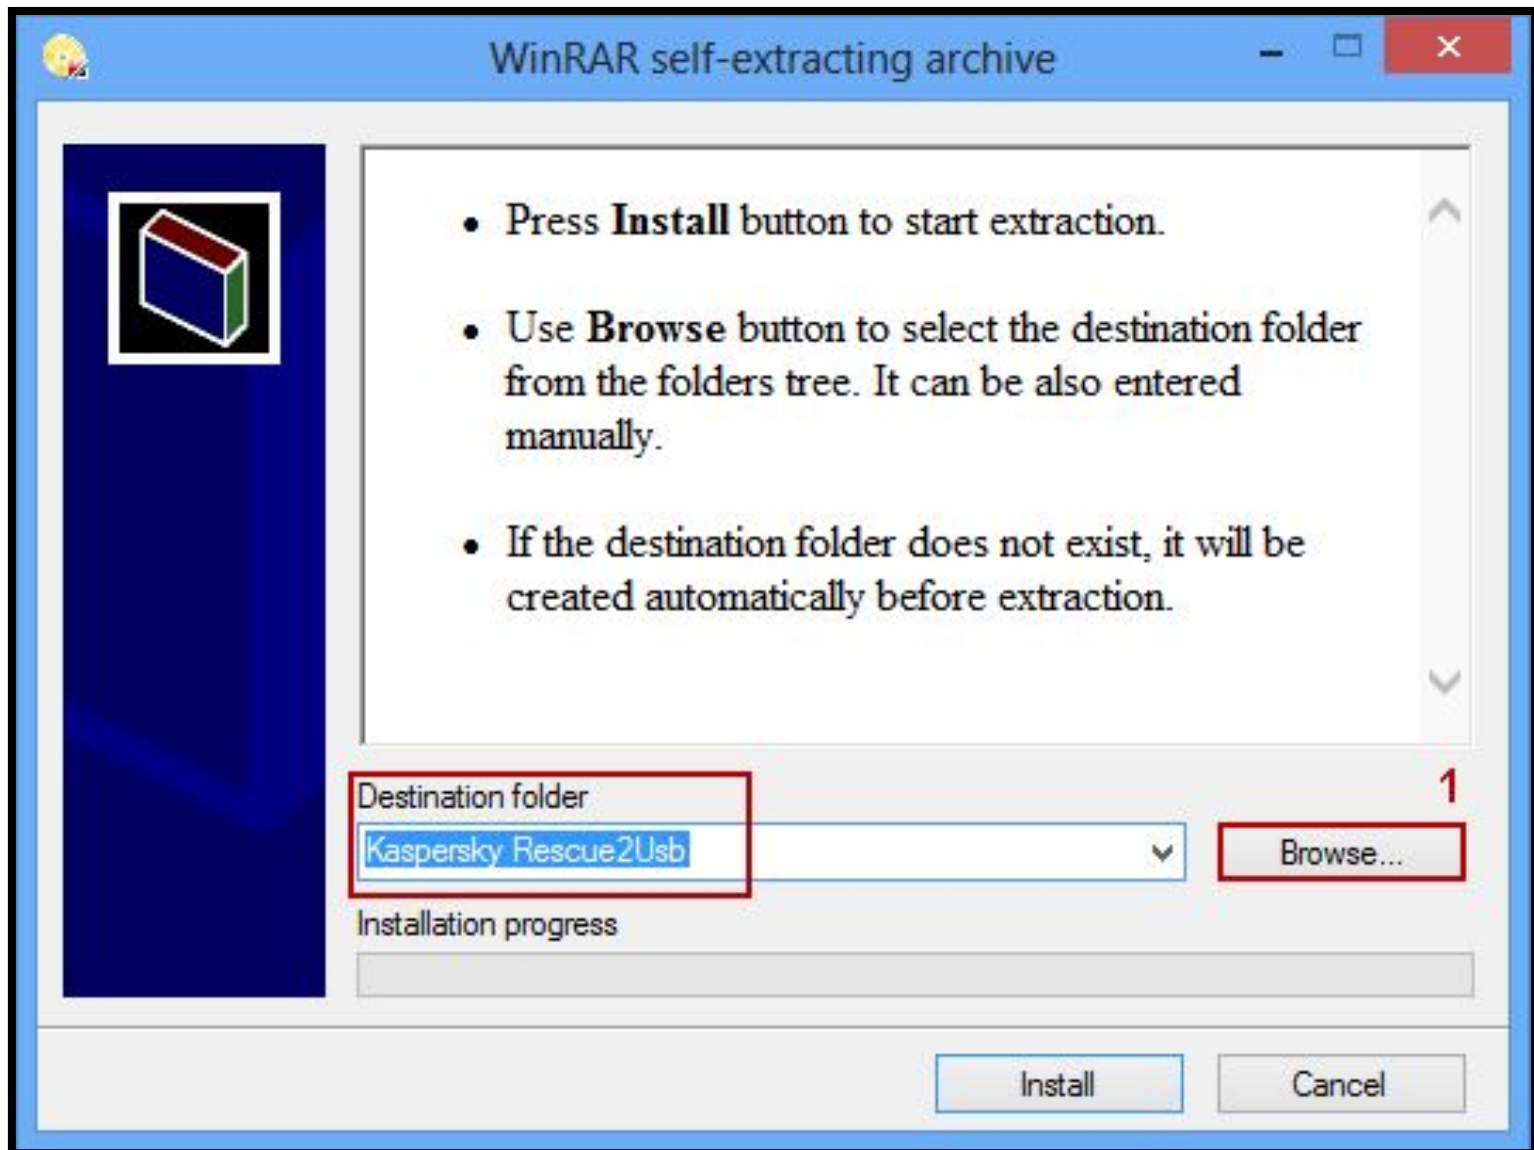 WinRAR self-extracting archive
• Press Install button to start extraction.
• Use Browse button to select the destination folder
from the folders tree. It can be also entered
manually.
• If the destination folder does not exist, it will be
created automatically before extraction.
Destination folder
1
Kaspersky Rescue2Usb
Browse...
Installation progress
Install
Cancel